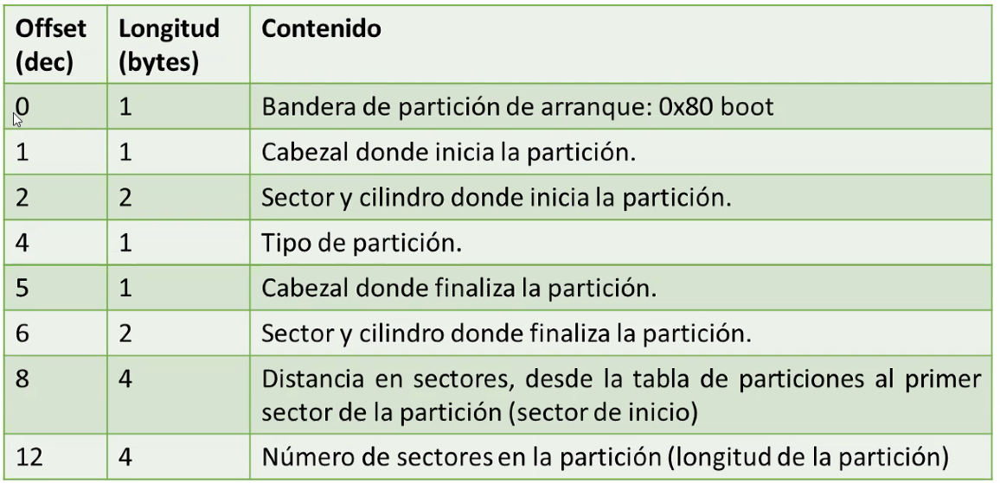 Offset (dec) Longitud (bytes) Contenido
0 1 Bandera de partición de arranque: 0x80 boot
1 1 Cabezal donde inicia la partición.
2 2 Sector y cilindro donde inicia la partición.
4 1 Tipo de partición.
5 1 Cabezal donde finaliza la partición.
6 2 Sector y cilindro donde finaliza la partición.
8 4 Distancia en sectores, desde la tabla de particiones al primer
sector de la partición (sector de inicio)
12 4 Número de sectores en la partición (longitud de la partición)